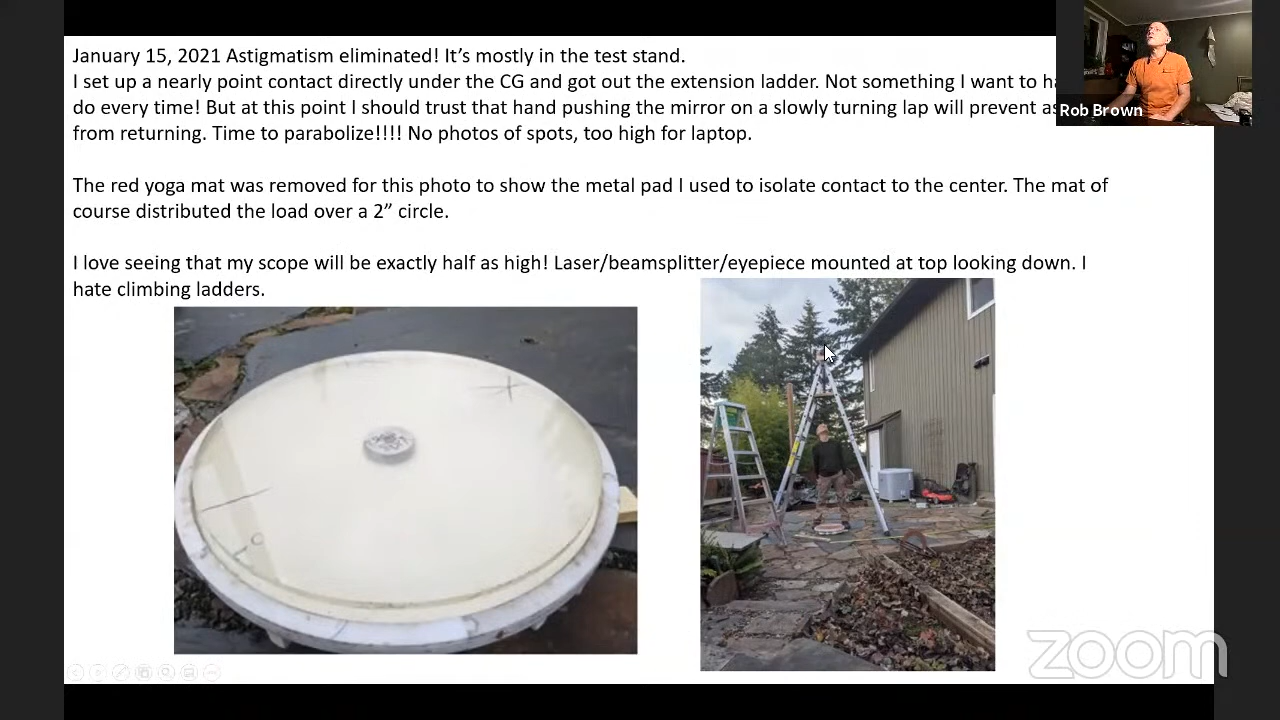 January 15, 2021 Astigmatism eliminated! It’s mostly in the test stand.
I set up a nearly point contact directly under the CG and got out the extension ladder. Not something I want to
do every time! But at this point I should trust that hand pushing the mirror on a slowly turning lap will prevent
from returning. Time to parabolize!!!! No photos of spots, too high for laptop.
The red yoga mat was removed for this photo to show the metal pad I used to isolate contact to the center. The mat of
course distributed the load over a 2” circle.
I love seeing that my scope will be exactly half as high! Laser/beamsplitter/eyepiece mounted at top looking down. I
hate climbing ladders.
Rob Brown
zoom